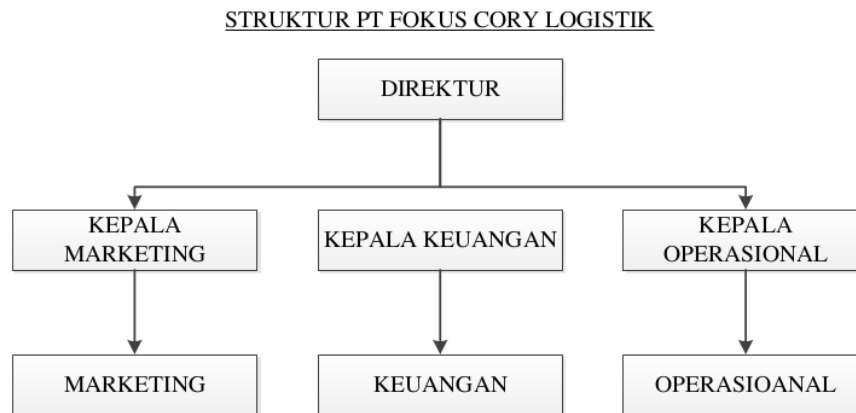 STRUKTUR PT FOKUS CORY LOGISTIK
DIREKTUR
KEPALA
MARKETING
KEPALA KEUANGAN
KEPALA
OPERASIONAL
MARKETING
KEUANGAN
OPERASIOANAL